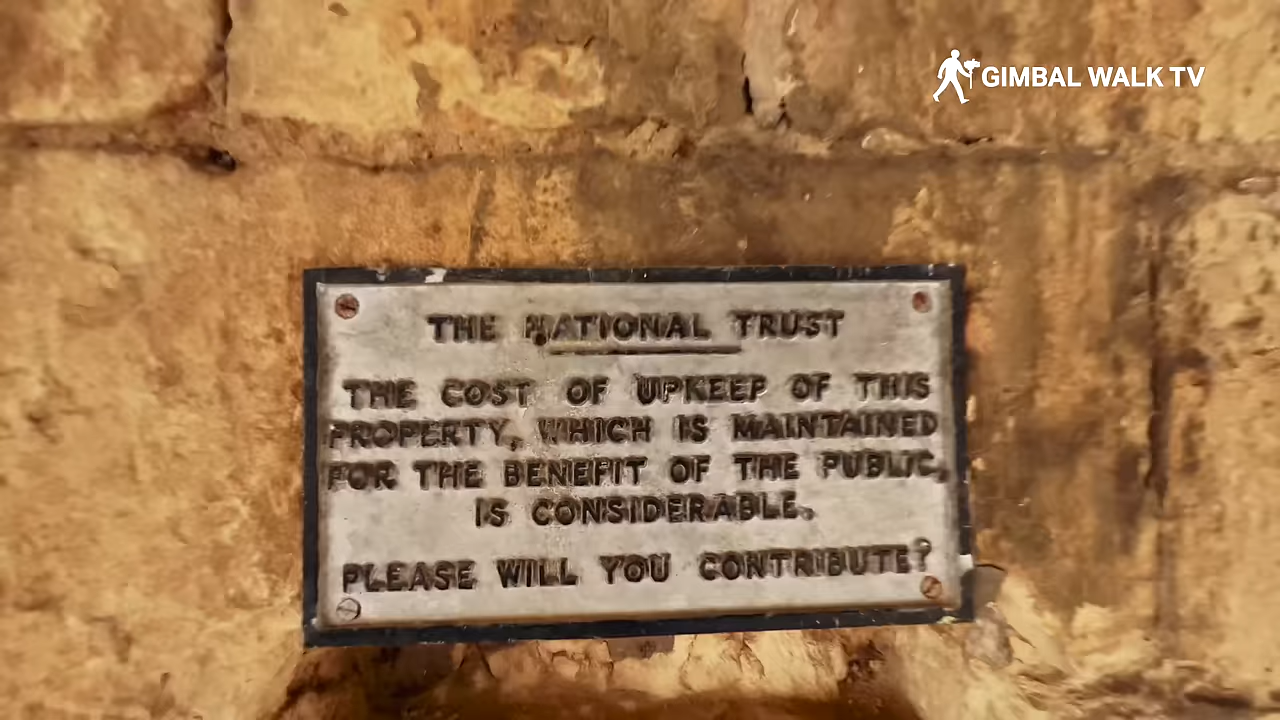 GIMBAL WALK TV
THE NATIONAL TRUST
THE COST OF UPKEEP OF THIS
PROPERTY, WHICH IS MAINTAINED
FOR THE BENEFIT OF THE PUBLIC,
IS CONSIDERABLE.
PLEASE WILL YOU CONTRIBUTE?